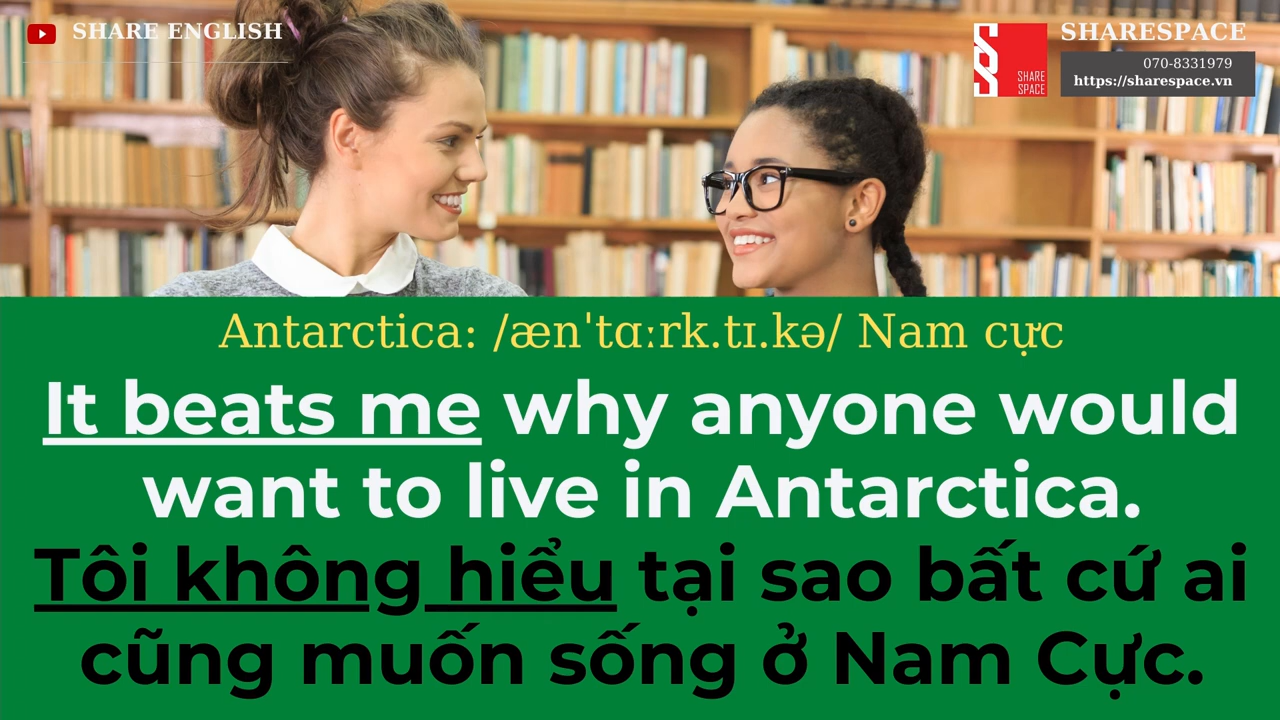 SHARE ENGLISH
SHARESPACE
070-8331979
https://sharespace.vn
SHARE
SPACE
Antarctica: /ænˈtɑːrk.tɪ.kə/ Nam cực
It beats me why anyone would
want to live in Antarctica.
Tôi không hiểu tại sao bất cứ ai
cũng muốn sống ở Nam Cực.